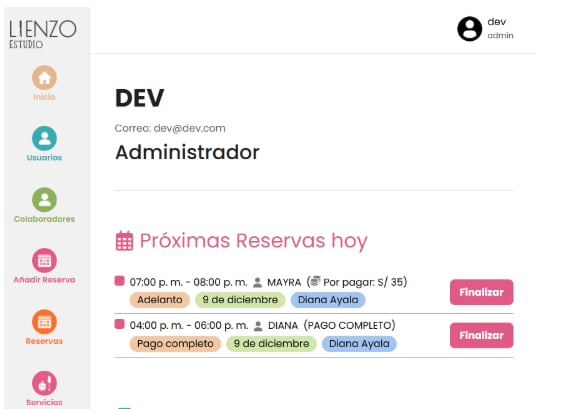 LIENZO
ESTUDIO
dev
admin
Inicio
Usuarios
Colaboradores
Añadir Reserva
Reservas
Servicios
DEV
Correo: dev@dev.com
Administrador
Próximas Reservas hoy
07:00 p. m. - 08:00 p. m. MAYRA (Por pagar: S/ 35)
Adelanto 9 de diciembre Diana Ayala
Finalizar
04:00 p. m. - 06:00 p. m. DIANA (PAGO COMPLETO)
Pago completo 9 de diciembre Diana Ayala
Finalizar